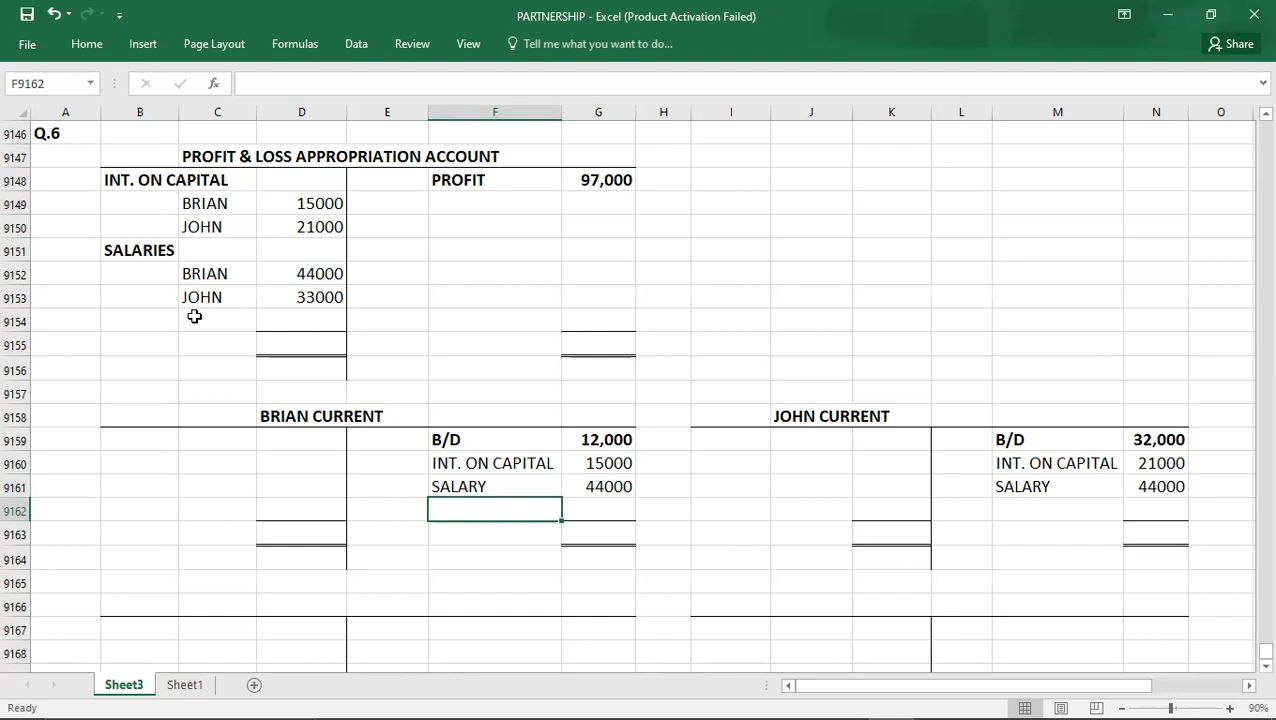 PARTNERSHIP - Excel (Product Activation Failed)
File Home Insert Page Layout Formulas Data Review View Tell me what you want to do... Share
F9162 fx
A B C D E F G H I J K L M N O
9146 Q.6
9147 PROFIT & LOSS APPROPRIATION ACCOUNT
9148 INT. ON CAPITAL PROFIT 97,000
9149 BRIAN 15000
9150 JOHN 21000
9151 SALARIES
9152 BRIAN 44000
9153 JOHN 33000
9154
9155
9156
9157
9158 BRIAN CURRENT JOHN CURRENT
9159 B/D 12,000 B/D 32,000
9160 INT. ON CAPITAL 15000 INT. ON CAPITAL 21000
9161 SALARY 44000 SALARY 44000
9162
9163
9164
9165
9166
9167
9168
Sheet3 Sheet1
Ready 90%